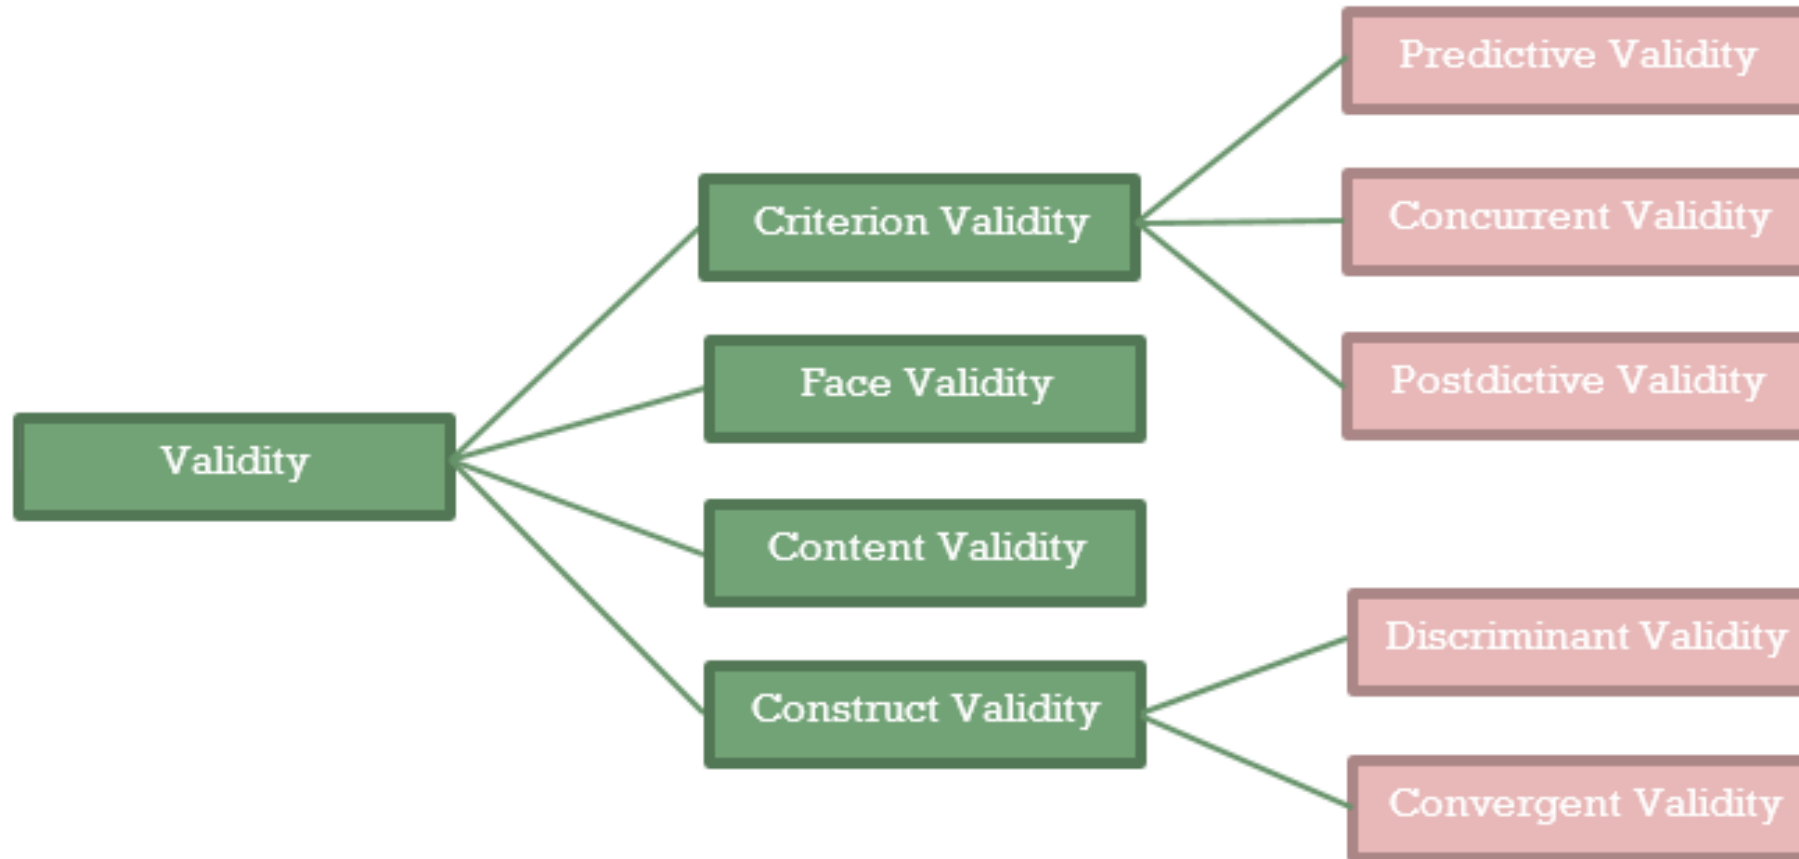 Predictive Validity
Criterion Validity
Concurrent Validity
Face Validity
Postdictive Validity
Validity
Content Validity
Discriminant Validity
Construct Validity
Convergent Validity